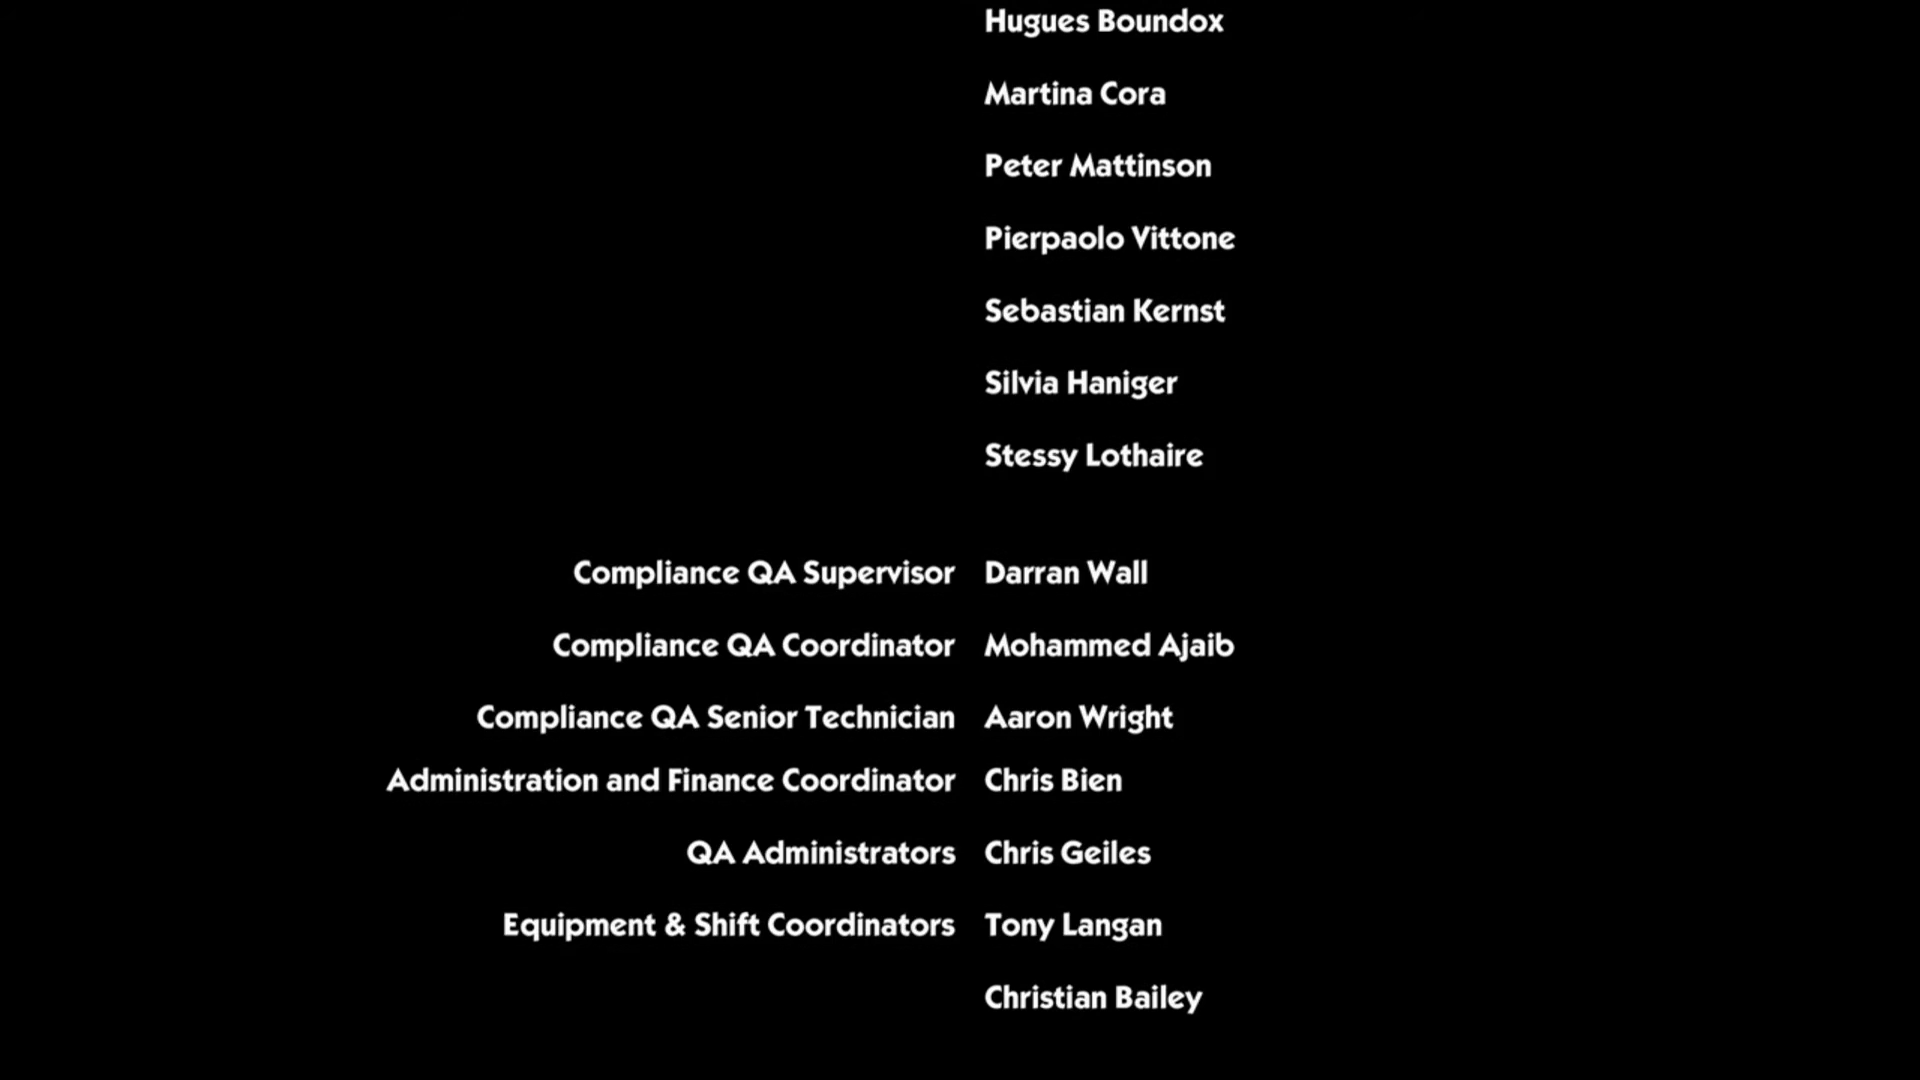 Hugues Boundox
Martina Cora
Peter Mattinson
Pierpaolo Vittone
Sebastian Kernst
Silvia Haniger
Stessy Lothaire
Compliance QA Supervisor Darran Wall
Compliance QA Coordinator Mohammed Ajaib
Compliance QA Senior Technician Aaron Wright
Administration and Finance Coordinator Chris Bien
QA Administrators Chris Geiles
Equipment & Shift Coordinators Tony Langan
Christian Bailey